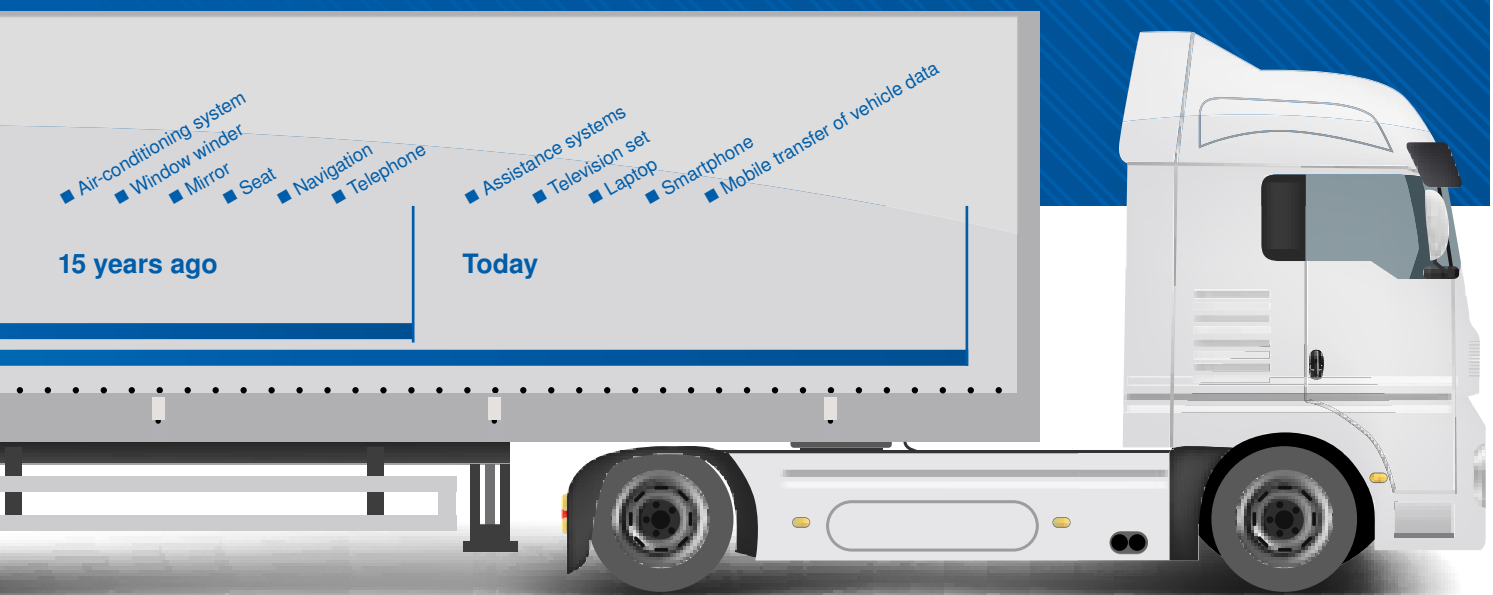 ■ Air-conditioning system
■ Window winder
■ Mirror
■ Seat
■ Navigation
■ Telephone
15 years ago
■ Assistance systems
■ Television set
■ Laptop
■ Smartphone
■ Mobile transfer of vehicle data
Today